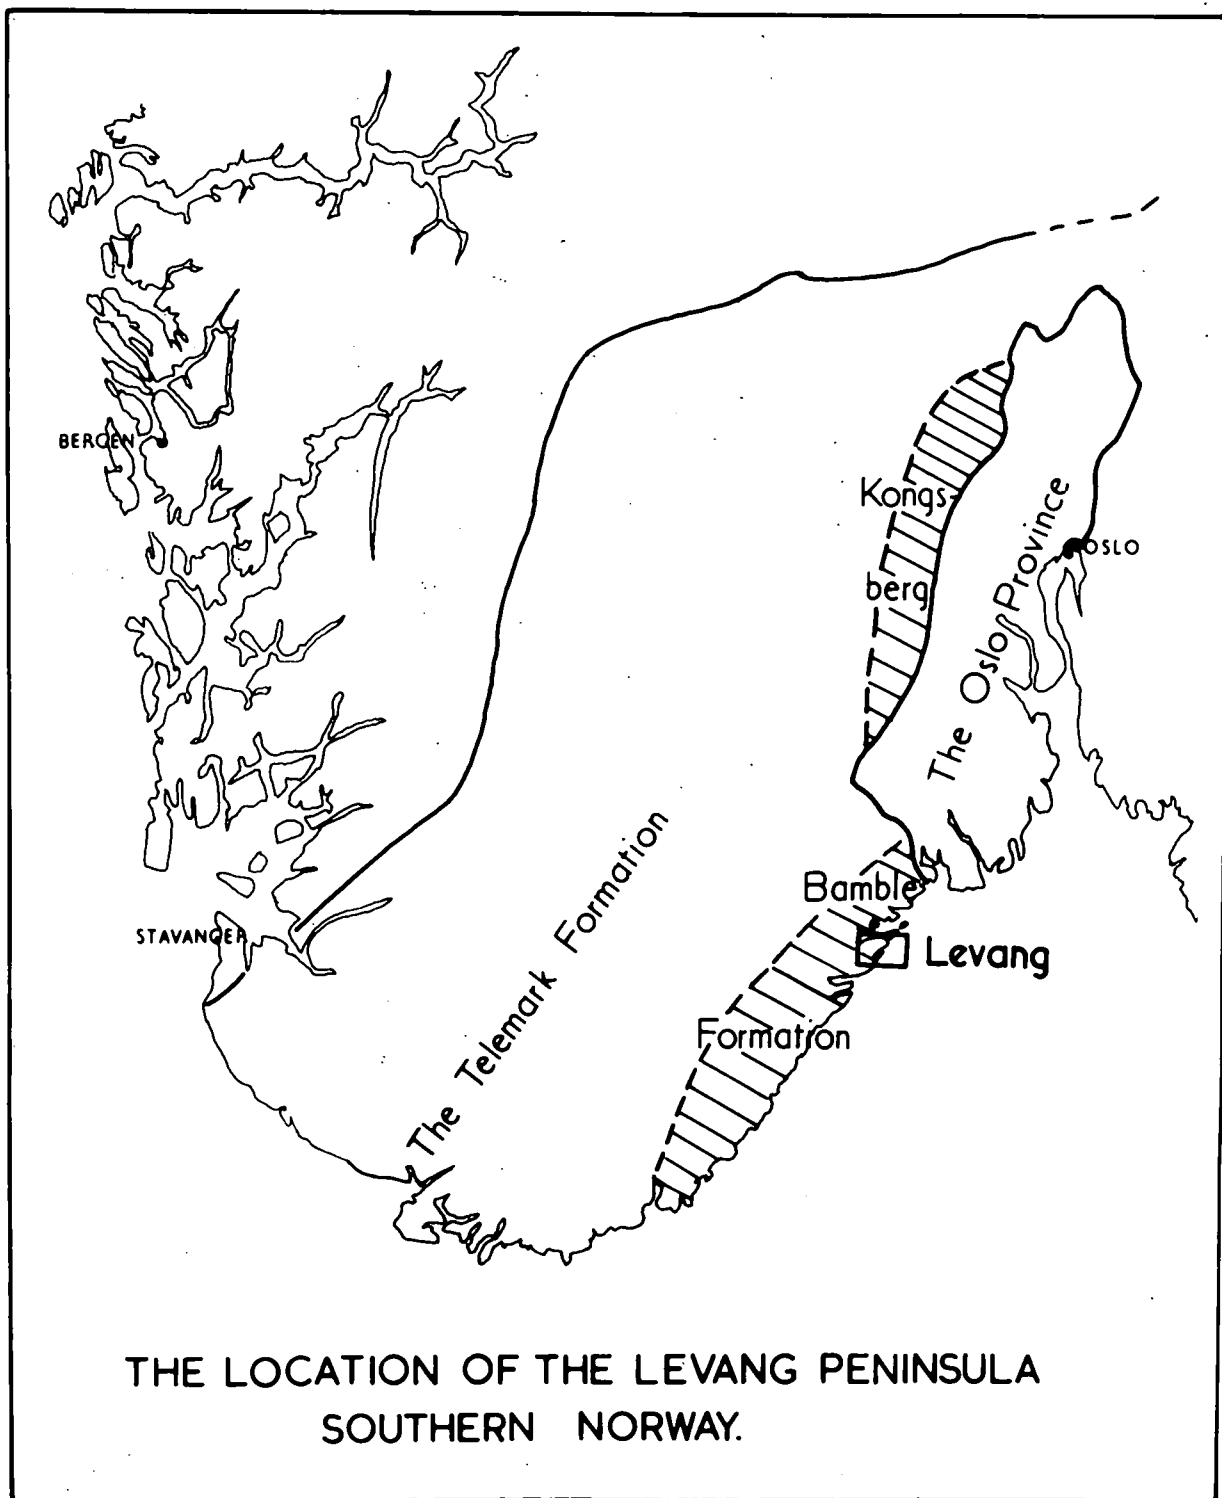 BERGEN
Kongs-
berg
OSLO
The Oslo Province
The Telemark Formation
Bamble
STAVANGER
Levang
Formation
THE LOCATION OF THE LEVANG PENINSULA
SOUTHERN NORWAY.